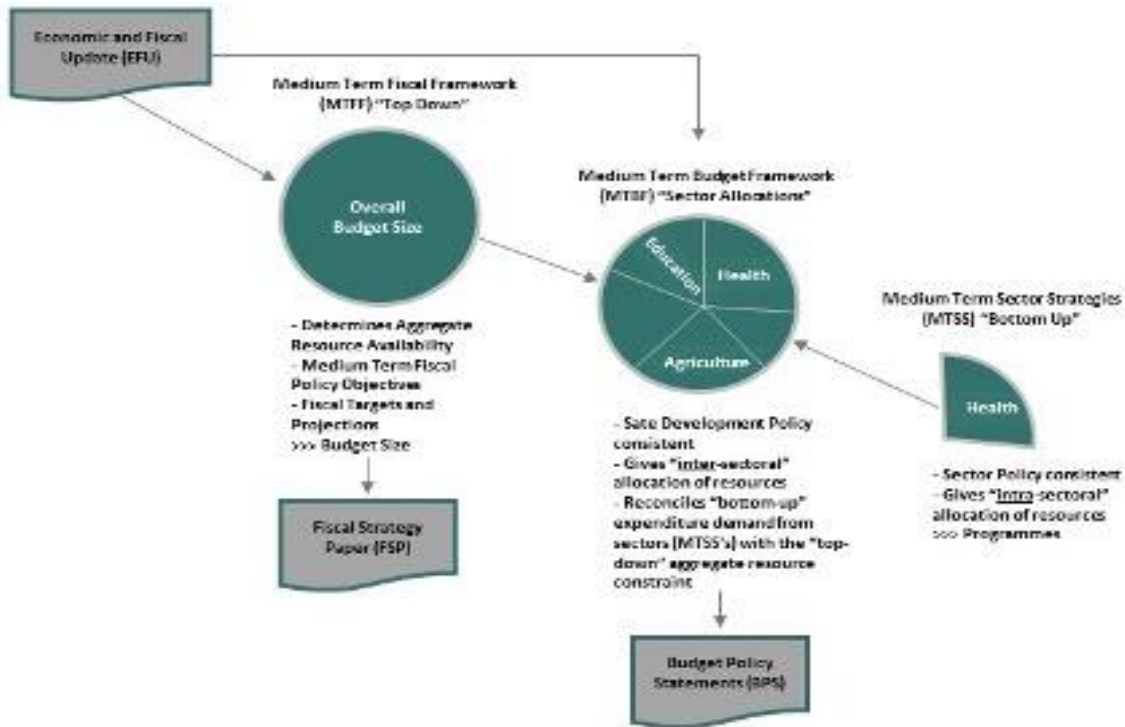 Economic and Fiscal
Update (EFU)
Medium Term Fiscal Framework
(MTFF) "Top Down"
Overall
Budget Size
- Determines Aggregate
Resource Availability
- Medium Term Fiscal
Policy Objectives
- Fiscal Targets and
Projections
>>> Budget Size
Fiscal Strategy
Paper (FSP)
Medium Term Budget Framework
(MTBF) "Sector Allocations"
Education
Health
Agriculture
- Sate Development Policy
consistent
- Gives "inter-sectoral"
allocation of resources
- Reconciles "bottom-up"
expenditure demand from
sectors (MTSS's) with the "top-
down" aggregate resource
constraint
Budget Policy
Statements (BPS)
Medium Term Sector Strategies
(MTSS) "Bottom Up"
Health
- Sector Policy consistent
- Gives "intra-sectoral"
allocation of resources
>>> Programmes